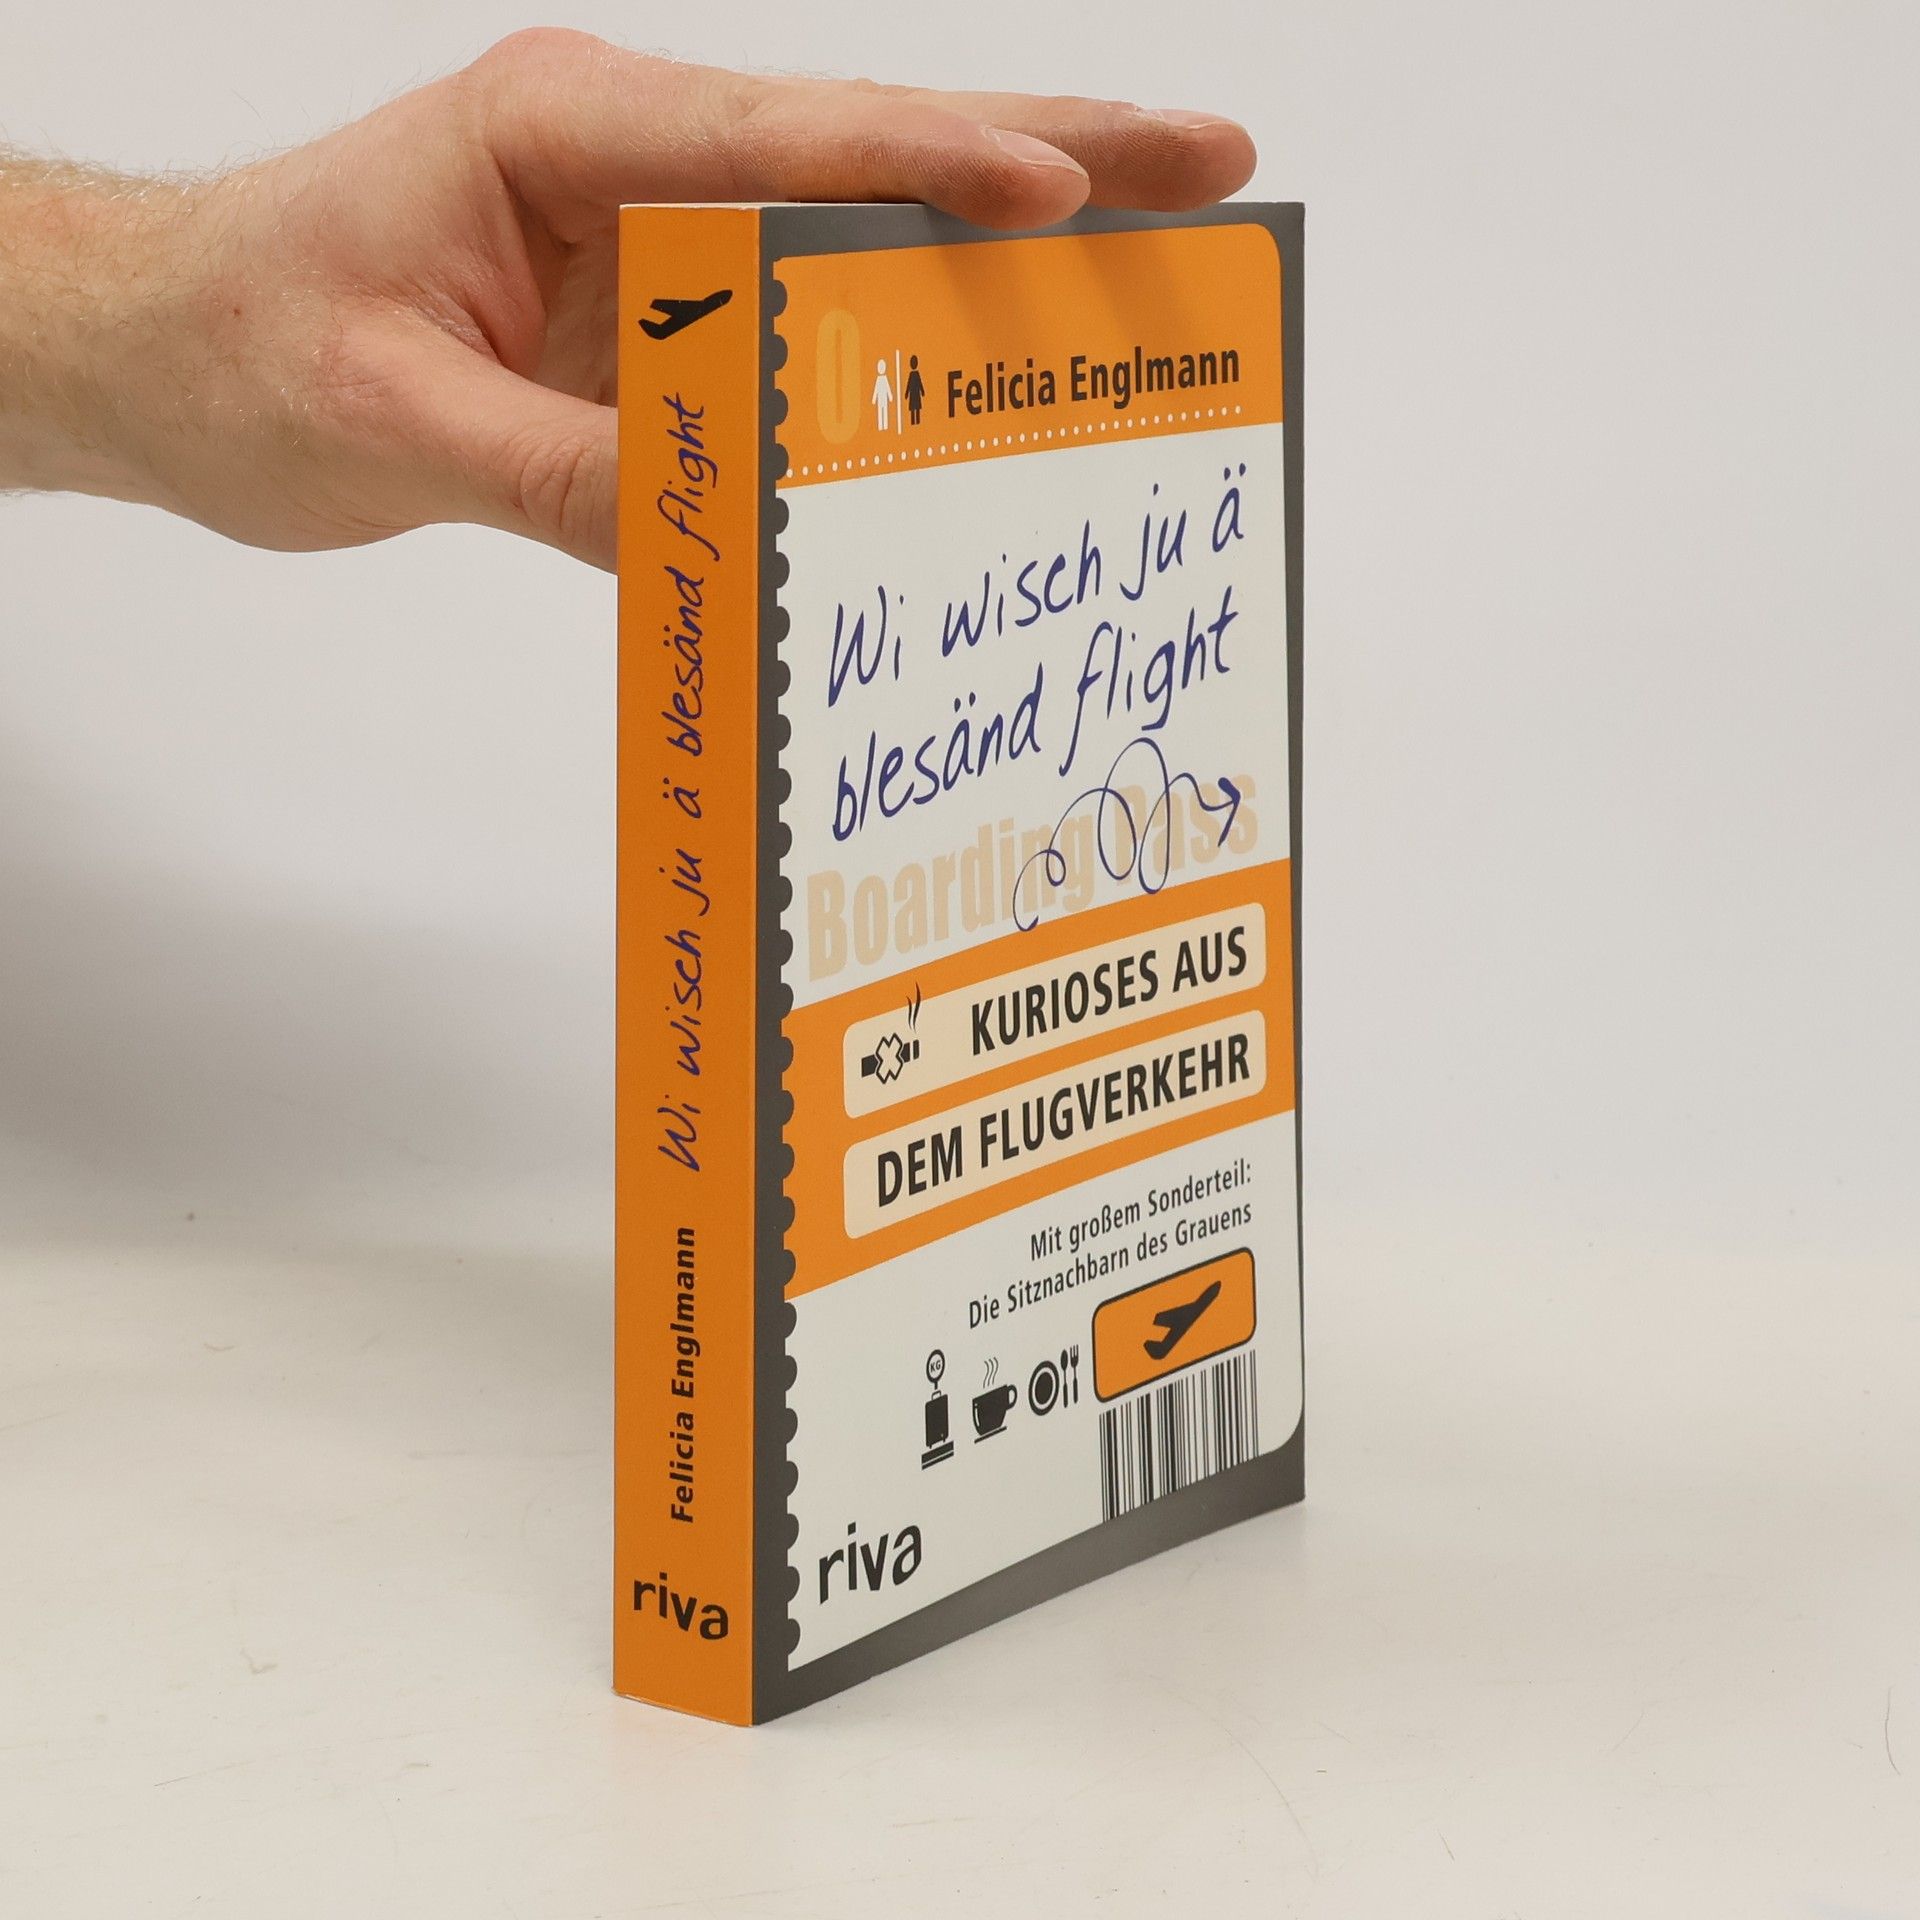 Felicia Englmann
Wi wisch ju ä
blesänd flight
Boarding Pass
KURIOSES AUS
DEM FLUGVERKEHR
Mit großem Sonderteil:
Die Sitznachbarn des Grauens
KG
riva
Felicia Englmann Wi wisch ju ä blesänd flight
riva